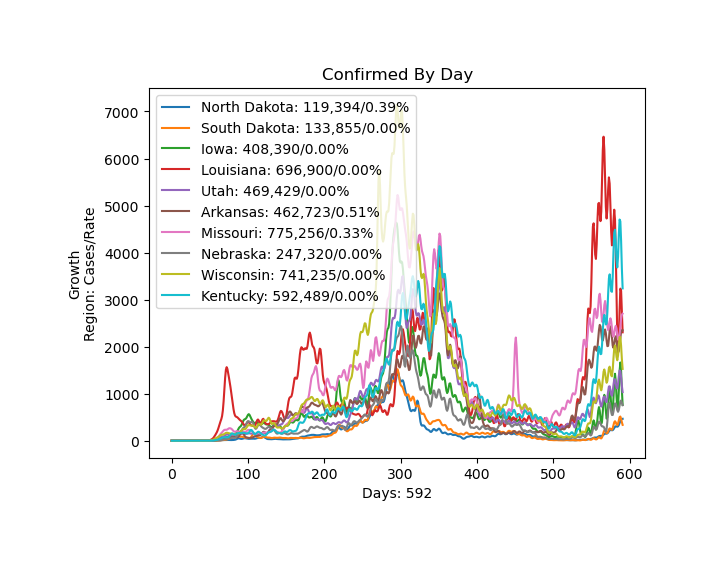 Confirmed By Day
North Dakota: 119,394/0.39%
South Dakota: 133,855/0.00%
Iowa: 408,390/0.00%
Louisiana: 696,900/0.00%
Utah: 469,429/0.00%
Arkansas: 462,723/0.51%
Missouri: 775,256/0.33%
Nebraska: 247,320/0.00%
Wisconsin: 741,235/0.00%
Kentucky: 592,489/0.00%
Growth
Region: Cases/Rate
7000
6000
5000
4000
3000
2000
1000
0
0 100 200 300 400 500 600
Days: 592